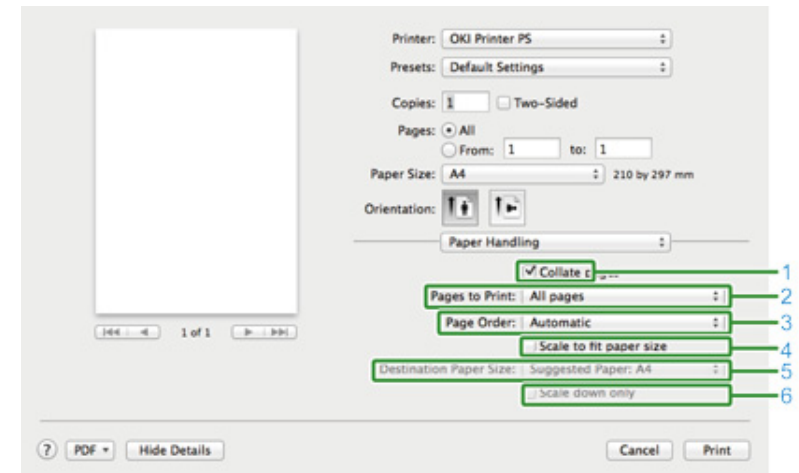 Printer: OKI Printer PS
Presets: Default Settings
Copies: 1 Two-Sided
Pages: All
From: 1 to: 1
Paper Size: A4 210 by 297 mm
Orientation:
Paper Handling
Collate 1
Pages to Print: All pages 2
1 of 1
Page Order: Automatic 3
Scale to fit paper size 4
Destination Paper Size: Suggested Paper: A4 5
Scale down only 6
? PDF Hide Details Cancel Print